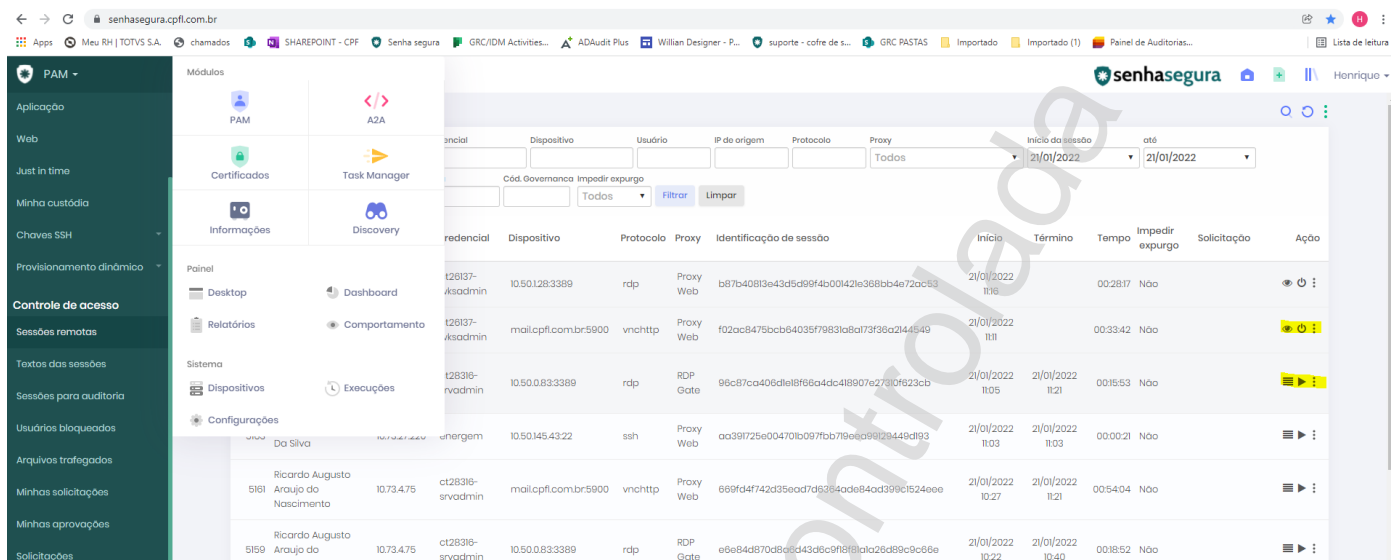 senhasegura.cpfl.com.br
H
Apps Meu RH | TOTVS S.A. chamados SHAREPOINT - CPF Senha segura GRC/IDM Activities... ADAudit Plus Willian Designer - P... suporte - cofre de s... GRC PASTAS Importado Importado (1) Painel de Auditorias... Lista de leitura
PAM
Módulos
senhasegura
Henrique
Aplicação
Web
Just in time
Minha custódia
Chaves SSH
Provisionamento dinâmico
Controle de acesso
Sessões remotas
Textos das sessões
Sessões para auditoria
Usuários bloqueados
Arquivos trafegados
Minhas solicitações
Minhas aprovações
Solicitações
PAM A2A
Certificados Task Manager
Informações Discovery
Painel
Desktop Dashboard
Relatórios Comportamento
Sistema
Dispositivos Execuções
Configurações
encial Dispositivo Usuário IP de origem Protocolo Proxy Início da sessão até
Todos 21/01/2022 21/01/2022
Cód. Governança Impedir expurgo
Todos Filtrar Limpar
redencial Dispositivo Protocolo Proxy Identificação de sessão Início Término Tempo Impedir expurgo Solicitação Ação
ct26137-
vksadmin 10.50.1.28:3389 rdp Proxy Web b87b40813e43d5d99f4b001421e368bb4e72ac53 21/01/2022 11:16 00:28:17 Não
ct26137-
vksadmin mail.cpfl.com.br:5900 vnchttp Proxy Web f02ac8475bcb64035f79831a8a173f36a2144549 21/01/2022 11:11 00:33:42 Não
ct28316-
srvadmin 10.50.0.83:3389 rdp RDP Gate 96c87ca406d1e18f66a4dc418907e27310f623cb 21/01/2022 11:05 21/01/2022 11:21 00:15:53 Não
Da Silva energem 10.50.145.43:22 ssh Proxy Web aa391725e004701b097fbb719eea99129449d193 21/01/2022 11:03 21/01/2022 11:03 00:00:21 Não
5161 Ricardo Augusto Araujo do Nascimento 10.73.4.75 ct28316-srvadmin mail.cpfl.com.br:5900 vnchttp Proxy Web 669fd4f742d35ead7d6364ade84ad399c1524eee 21/01/2022 10:27 21/01/2022 11:21 00:54:04 Não
5159 Ricardo Augusto Araujo do 10.73.4.75 ct28316-srvadmin 10.50.0.83:3389 rdp RDP Gate e6e84d870d8a6d43d6c9f18f81a1a26d89c9c66e 21/01/2022 10:22 21/01/2022 10:40 00:18:52 Não
ontrolada